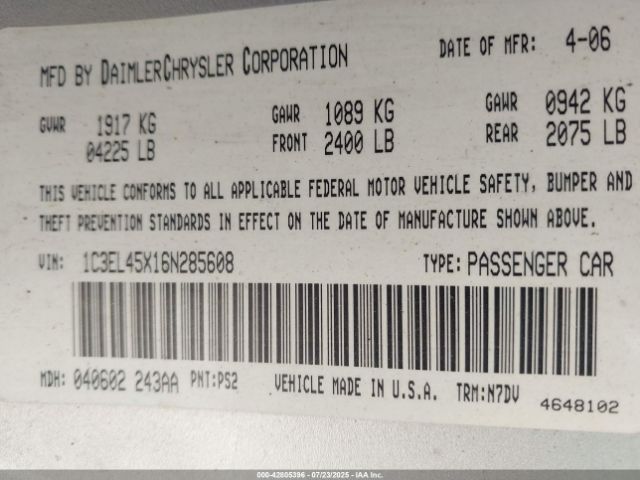 MFD BY DAIMLERCHRYSLER CORPORATION DATE OF MFR: 4-06
GVWR 1917 KG GAWR 1089 KG GAWR 0942 KG
04225 LB FRONT 2400 LB REAR 2075 LB
THIS VEHICLE CONFORMS TO ALL APPLICABLE FEDERAL MOTOR VEHICLE SAFETY, BUMPER AND
THEFT PREVENTION STANDARDS IN EFFECT ON THE DATE OF MANUFACTURE SHOWN ABOVE.
VIN: 1C3EL45X16N285608 TYPE: PASSENGER CAR
MDH: 040602 243AA PNT:PS2 VEHICLE MADE IN U.S.A. TRM:N7DV
4648102
000-42805396 - 07/23/2025 - IAA Inc.